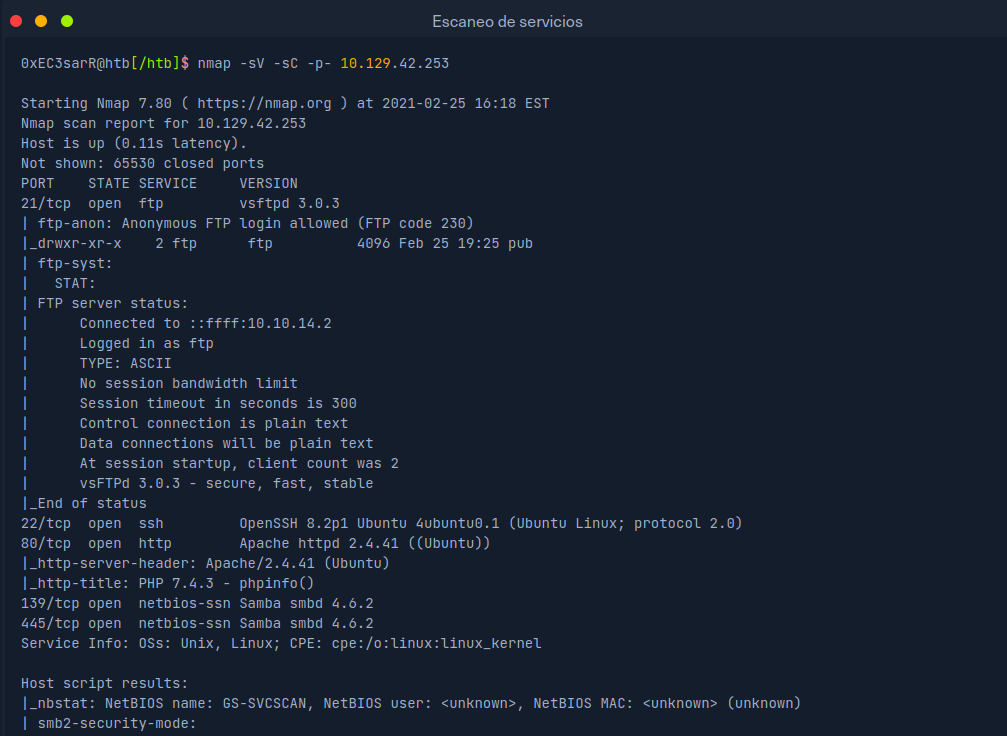 Escaneo de servicios
0xEC3sarR@htb[/htb]$ nmap -sV -sC -p- 10.129.42.253
Starting Nmap 7.80 ( https://nmap.org ) at 2021-02-25 16:18 EST
Nmap scan report for 10.129.42.253
Host is up (0.11s latency).
Not shown: 65530 closed ports
PORT    STATE SERVICE     VERSION
21/tcp  open  ftp         vsftpd 3.0.3
| ftp-anon: Anonymous FTP login allowed (FTP code 230)
|_drwxr-xr-x    2 ftp      ftp          4096 Feb 25 19:25 pub
| ftp-syst:
|   STAT:
| FTP server status:
|      Connected to ::ffff:10.10.14.2
|      Logged in as ftp
|      TYPE: ASCII
|      No session bandwidth limit
|      Session timeout in seconds is 300
|      Control connection is plain text
|      Data connections will be plain text
|      At session startup, client count was 2
|      vsFTPd 3.0.3 - secure, fast, stable
|_End of status
22/tcp  open  ssh         OpenSSH 8.2p1 Ubuntu 4ubuntu0.1 (Ubuntu Linux; protocol 2.0)
80/tcp  open  http        Apache httpd 2.4.41 ((Ubuntu))
|_http-server-header: Apache/2.4.41 (Ubuntu)
|_http-title: PHP 7.4.3 - phpinfo()
139/tcp open  netbios-ssn Samba smbd 4.6.2
445/tcp open  netbios-ssn Samba smbd 4.6.2
Service Info: OSs: Unix, Linux; CPE: cpe:/o:linux:linux_kernel
Host script results:
|_nbstat: NetBIOS name: GS-SVCSCAN, NetBIOS user: <unknown>, NetBIOS MAC: <unknown> (unknown)
| smb2-security-mode: